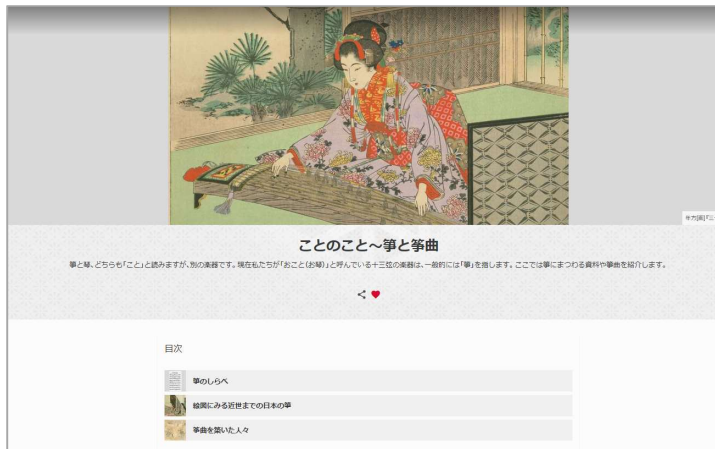 年方[画]『三
ことのこと～箏と箏曲
箏と琴、どちらも「こと」と読みますが、別の楽器です。現在私たちが「おこと（お琴）」と呼んでいる十三弦の楽器は、一般的には「箏」を指します。ここでは箏にまつわる資料や箏曲を紹介します。
目次
箏のしらべ
絵図にみる近世までの日本の箏
箏曲を築いた人々